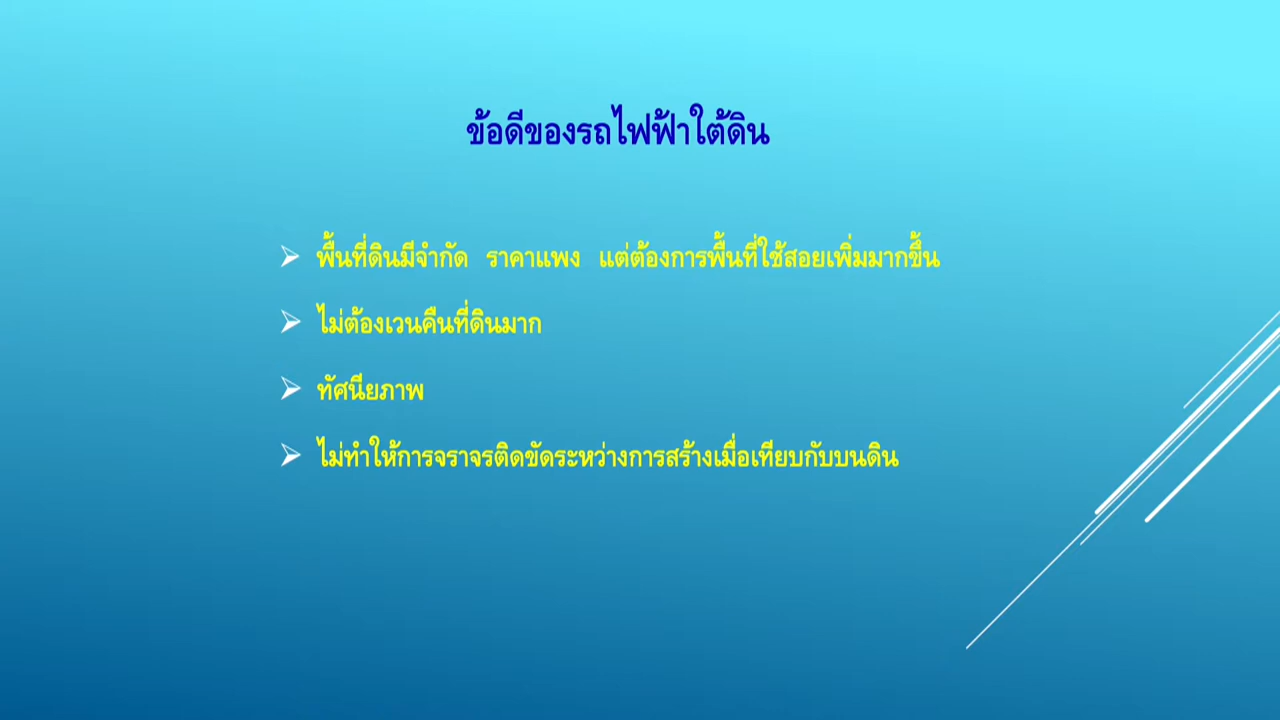 ข้อดีของรถไฟฟ้าใต้ดิน
พื้นที่ดินมีจำกัด ราคาแพง แต่ต้องการพื้นที่ใช้สอยเพิ่มมากขึ้น
ไม่ต้องเวนคืนที่ดินมาก
ทัศนียภาพ
ไม่ทำให้การจราจรติดขัดระหว่างการสร้างเมื่อเทียบกับบนดิน